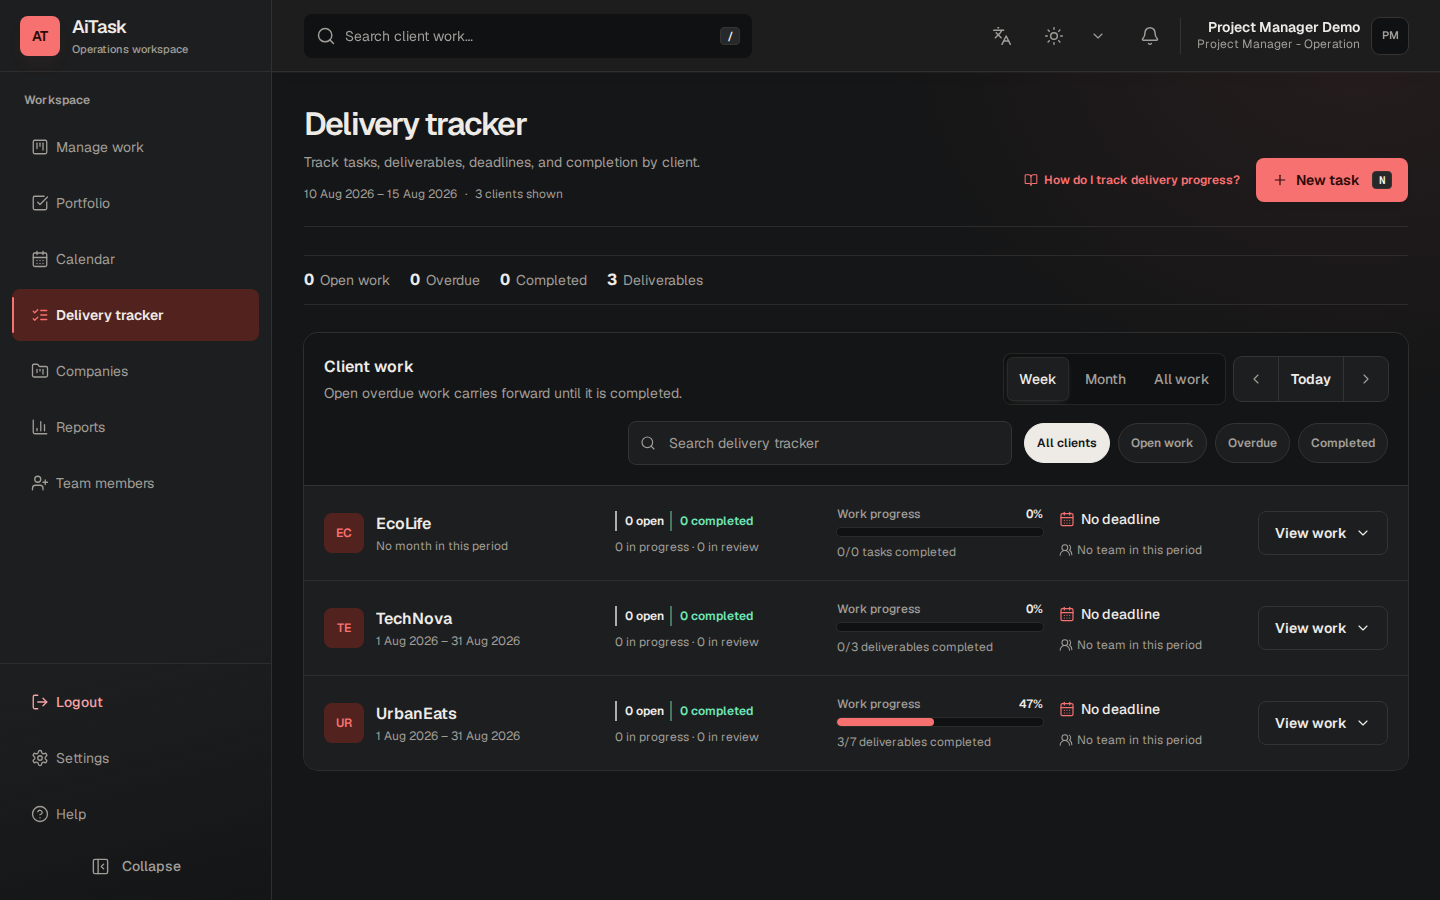 AT
AiTask
Operations workspace
Search client work...
/
Project Manager Demo
Project Manager - Operation
PM
Workspace
Manage work
Portfolio
Calendar
Delivery tracker
Companies
Reports
Team members
Logout
Settings
Help
Collapse
Delivery tracker
Track tasks, deliverables, deadlines, and completion by client.
10 Aug 2026 – 15 Aug 2026 · 3 clients shown
How do I track delivery progress?
New task N
0 Open work 0 Overdue 0 Completed 3 Deliverables
Client work
Open overdue work carries forward until it is completed.
Week Month All work
Today
Search delivery tracker
All clients Open work Overdue Completed
EC
EcoLife
No month in this period
0 open 0 completed
0 in progress · 0 in review
Work progress 0%
0/0 tasks completed
No deadline
No team in this period
View work
TE
TechNova
1 Aug 2026 – 31 Aug 2026
0 open 0 completed
0 in progress · 0 in review
Work progress 0%
0/3 deliverables completed
No deadline
No team in this period
View work
UR
UrbanEats
1 Aug 2026 – 31 Aug 2026
0 open 0 completed
0 in progress · 0 in review
Work progress 47%
3/7 deliverables completed
No deadline
No team in this period
View work